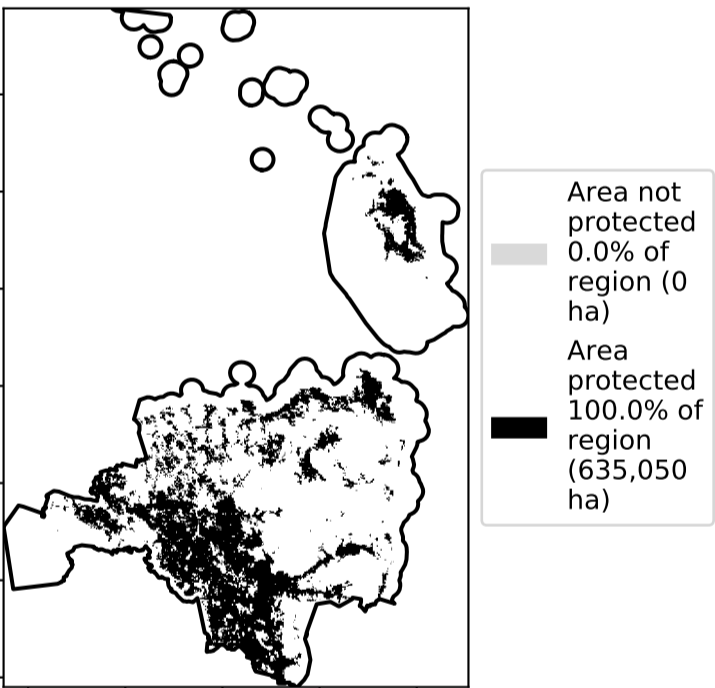 Area not
protected
0.0% of
region (0
ha)
Area
protected
100.0% of
region
(635,050
ha)